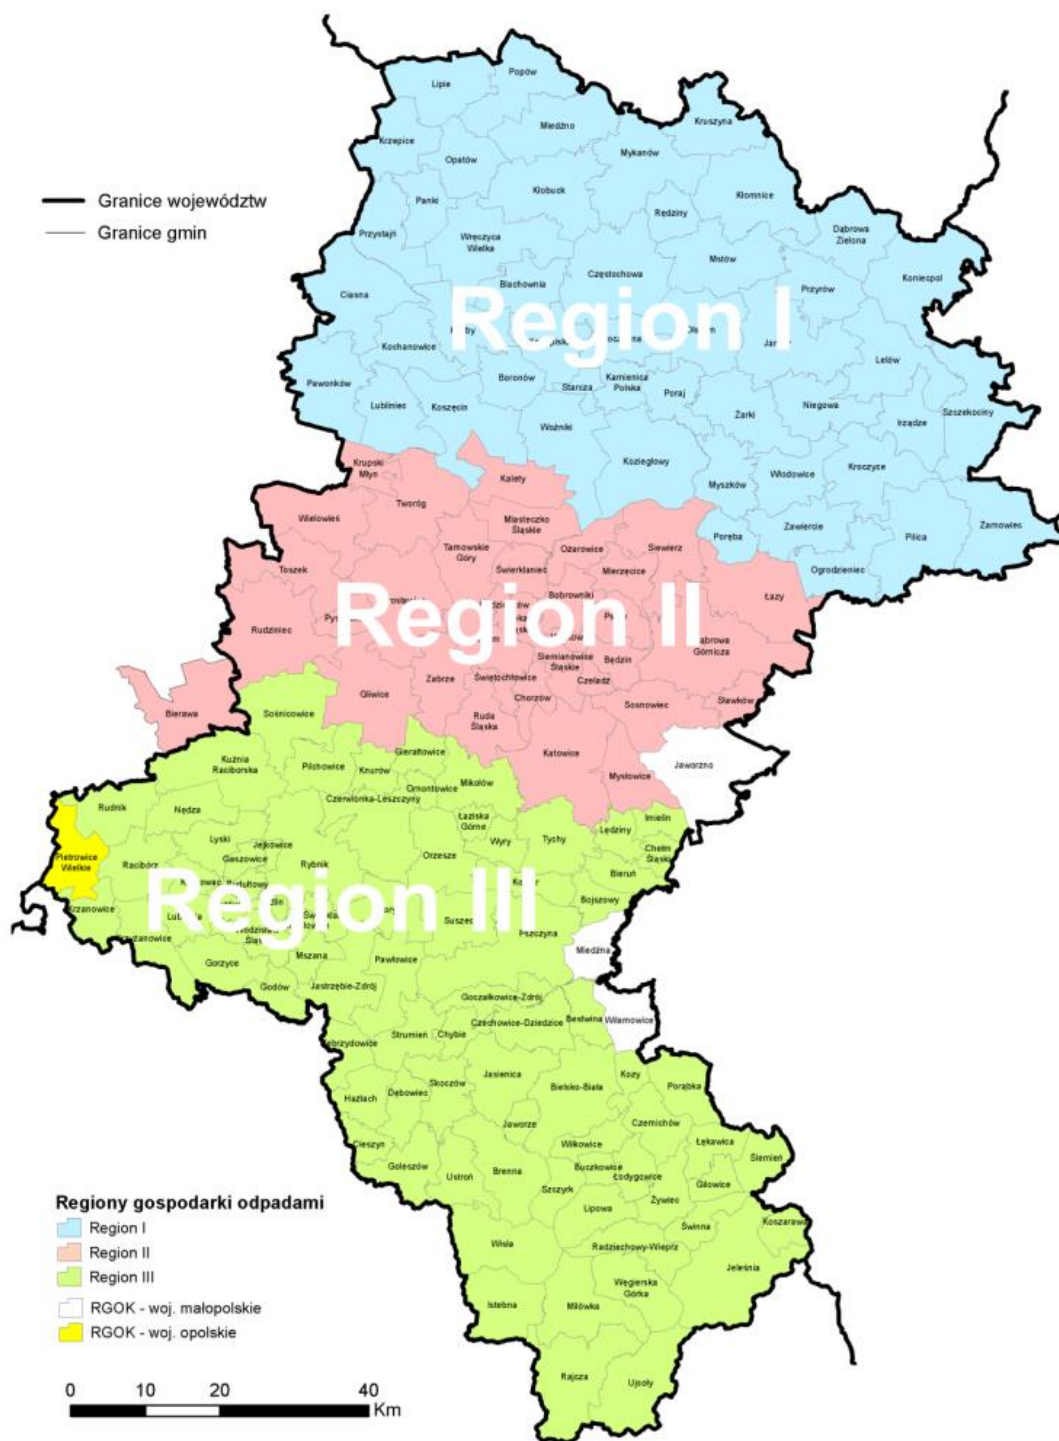 Popów
Lipie
Miedźno
Kruszyna
Krzepice
Mykanów
Opatów
Kłobuck
Kłomnice
Granice województw
Panki
Rędziny
Granice gmin
Przystajń
Dąbrowa
Zielona
Wręczyca
Wielka
Mstów
Częstochowa
Koniecpol
Blachownia
Przyrów
Ciasna
Region I
Kochanowice
Lelów
Pawonków
Boronów
Starcza
Kamienica
Polska
Poraj
Lubliniec
Koszęcin
Żarki
Niegowa
Szczekociny
Irządze
Woźniki
Koziegłowy
Krupski
Młyn
Kalety
Myszków
Włodowice
Kroczyce
Tworóg
Wielowieś
Miasteczko
Śląskie
Zawiercie
Żarnowiec
Poręba
Siewierz
Pilica
Tarnowskie
Góry
Ożarowice
Toszek
Świerklaniec
Mierzęcice
Ogrodzieniec
Bobrowniki
Łazy
Region II
Rudziniec
Dąbrowa
Górnicza
Siemianowice
Śląskie
Będzin
Zabrze
Świętochłowice
Czeladź
Gliwice
Chorzów
Sosnowiec
Sławków
Bierawa
Sośnicowice
Ruda
Śląska
Katowice
Gierałtowice
Kuźnia
Raciborska
Pilchowice
Knurów
Mysłowice
Jaworzno
Ornontowice
Mikołów
Czerwionka-Leszczyny
Rudnik
Nędza
Łaziska
Górne
Imielin
Lędziny
Lyski
Jejkowice
Wyry
Tychy
Chełm
Śląski
Pietrowice
Wielkie
Racibórz
Gaszowice
Rybnik
Orzesze
Bieruń
Region III
Bojszowy
Krzanowice
Suszec
Pszczyna
Krzyżanowice
Miedźna
Gorzyce
Mszana
Pawłowice
Godów
Jastrzębie-Zdrój
Goczałkowice-Zdrój
Czechowice-Dziedzice
Bestwina
Wilamowice
Zebrzydowice
Strumień
Chybie
Hażlach
Dębowiec
Skoczów
Jasienica
Bielsko-Biała
Kozy
Porąbka
Jaworze
Czernichów
Cieszyn
Wilkowice
Łękawica
Ślemień
Goleszów
Ustroń
Brenna
Buczkowice
Łodygowice
Gilowice
Szczyrk
Żywiec
Lipowa
Świnna
Koszarawa
Regiony gospodarki odpadami
Region I
Region II
Region III
RGOK - woj. małopolskie
RGOK - woj. opolskie
Wisła
Radziechowy-Wieprz
Jeleśnia
Węgierska
Górka
Istebna
Milówka
Rajcza
Ujsoły
0 10 20 40
Km